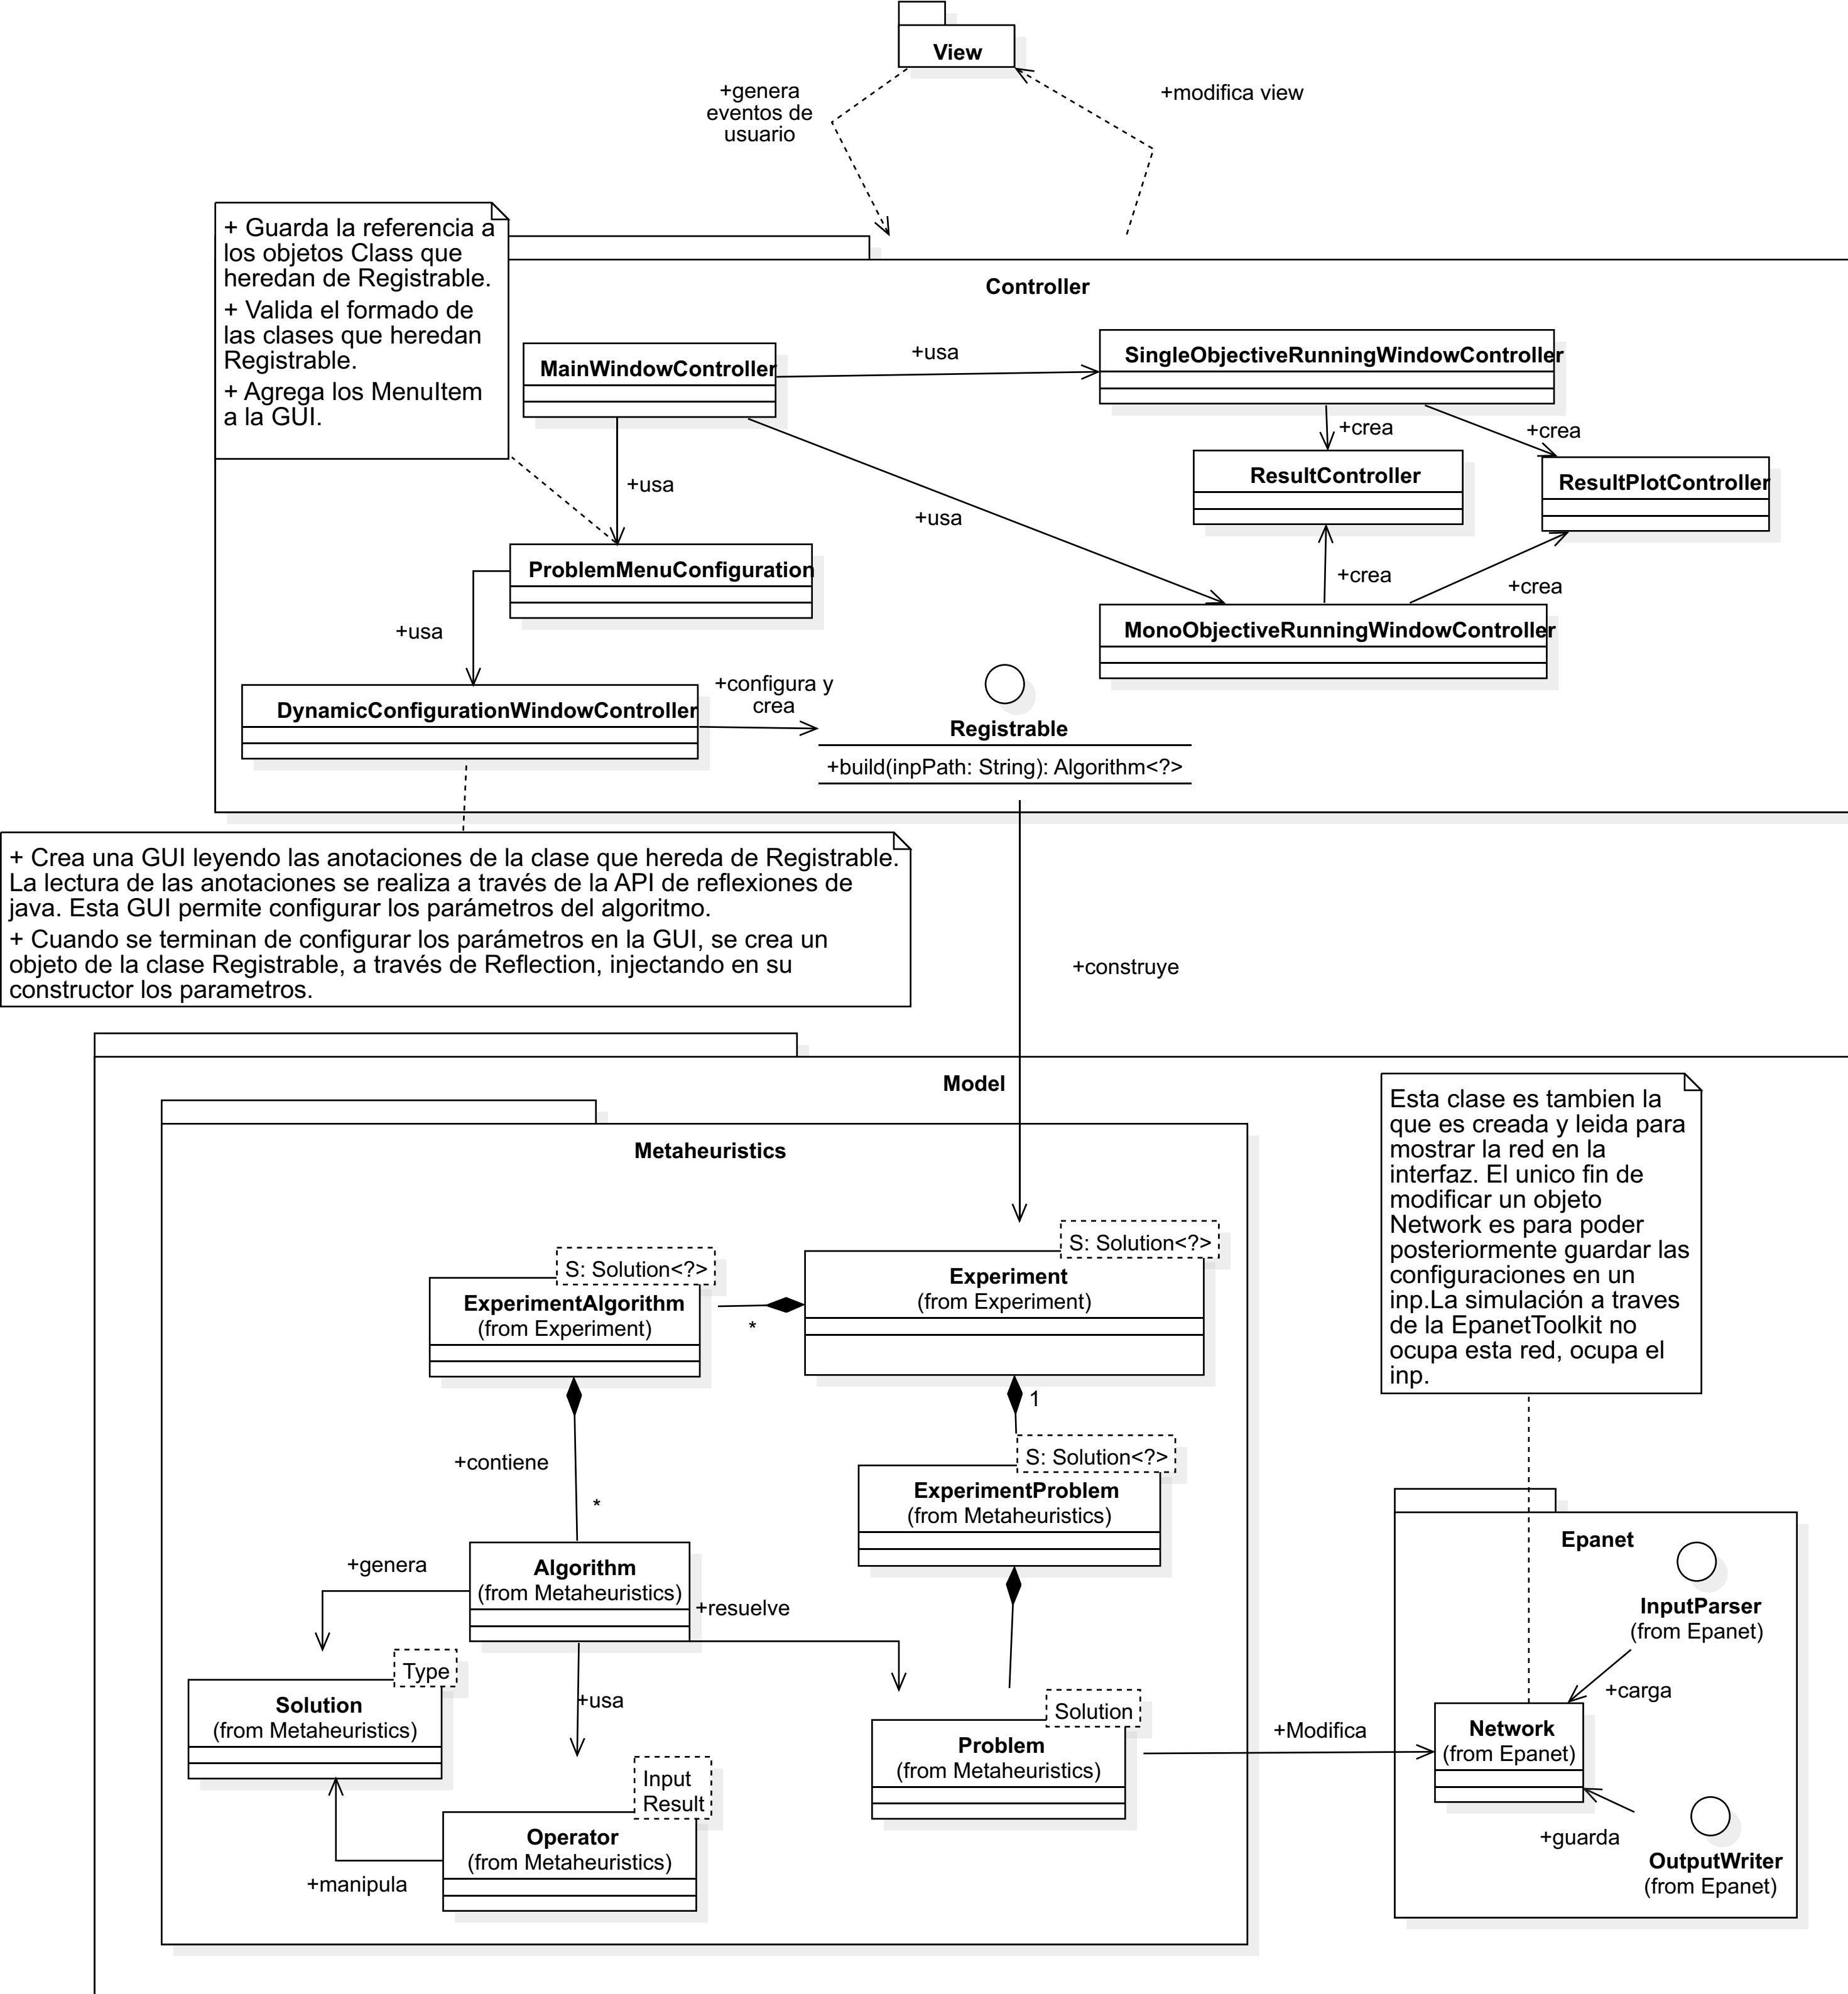 View
+genera
eventos de
usuario
+modifica view
+ Guarda la referencia a
los objetos Class que
heredan de Registrable.
+ Valida el formado de
las clases que heredan
Registrable.
+ Agrega los MenuItem
a la GUI.
Controller
MainWindowController
+usa
SingleObjectiveRunningWindowController
+crea
+crea
+usa
ResultController
ResultPlotController
+usa
ProblemMenuConfiguration
+crea
+crea
+usa
MonoObjectiveRunningWindowController
DynamicConfigurationWindowController
+configura y
crea
Registrable
+build(inpPath: String): Algorithm<?>
+ Crea una GUI leyendo las anotaciones de la clase que hereda de Registrable.
La lectura de las anotaciones se realiza a través de la API de reflexiones de
java. Esta GUI permite configurar los parámetros del algoritmo.
+ Cuando se terminan de configurar los parámetros en la GUI, se crea un
objeto de la clase Registrable, a través de Reflection, injectando en su
constructor los parametros.
+construye
Model
Metaheuristics
Esta clase es tambien la
que es creada y leida para
mostrar la red en la
interfaz. El unico fin de
modificar un objeto
Network es para poder
posteriormente guardar las
configuraciones en un
inp.La simulación a traves
de la EpanetToolkit no
ocupa esta red, ocupa el
inp.
S: Solution<?>
ExperimentAlgorithm
(from Experiment)
*
S: Solution<?>
Experiment
(from Experiment)
1
+contiene
*
S: Solution<?>
ExperimentProblem
(from Metaheuristics)
Epanet
InputParser
(from Epanet)
+genera
Algorithm
(from Metaheuristics)
+resuelve
Type
Solution
(from Metaheuristics)
+usa
Solution
Problem
(from Metaheuristics)
+Modifica
+carga
Network
(from Epanet)
Input
Result
Operator
(from Metaheuristics)
+manipula
+guarda
OutputWriter
(from Epanet)